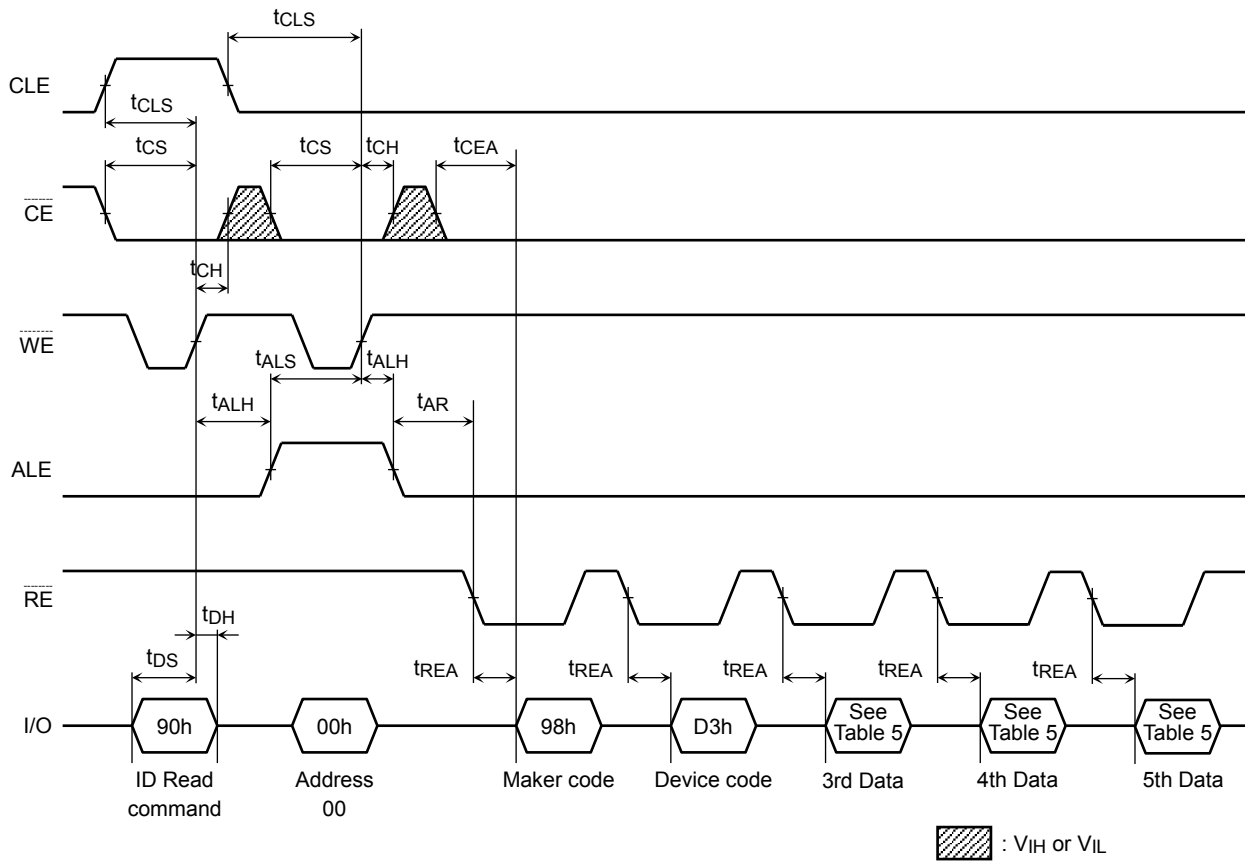 tCLS
CLE
tCLS
tCS
tCS
tCH
tCEA
CE
tCH
WE
tALS
tALH
tALH
tAR
ALE
RE
tDH
tDS
tREA
tREA
tREA
tREA
tREA
I/O
90h
00h
98h
D3h
See
Table 5
See
Table 5
See
Table 5
ID Read
command
Address
00
Maker code
Device code
3rd Data
4th Data
5th Data
: VIH or VIL